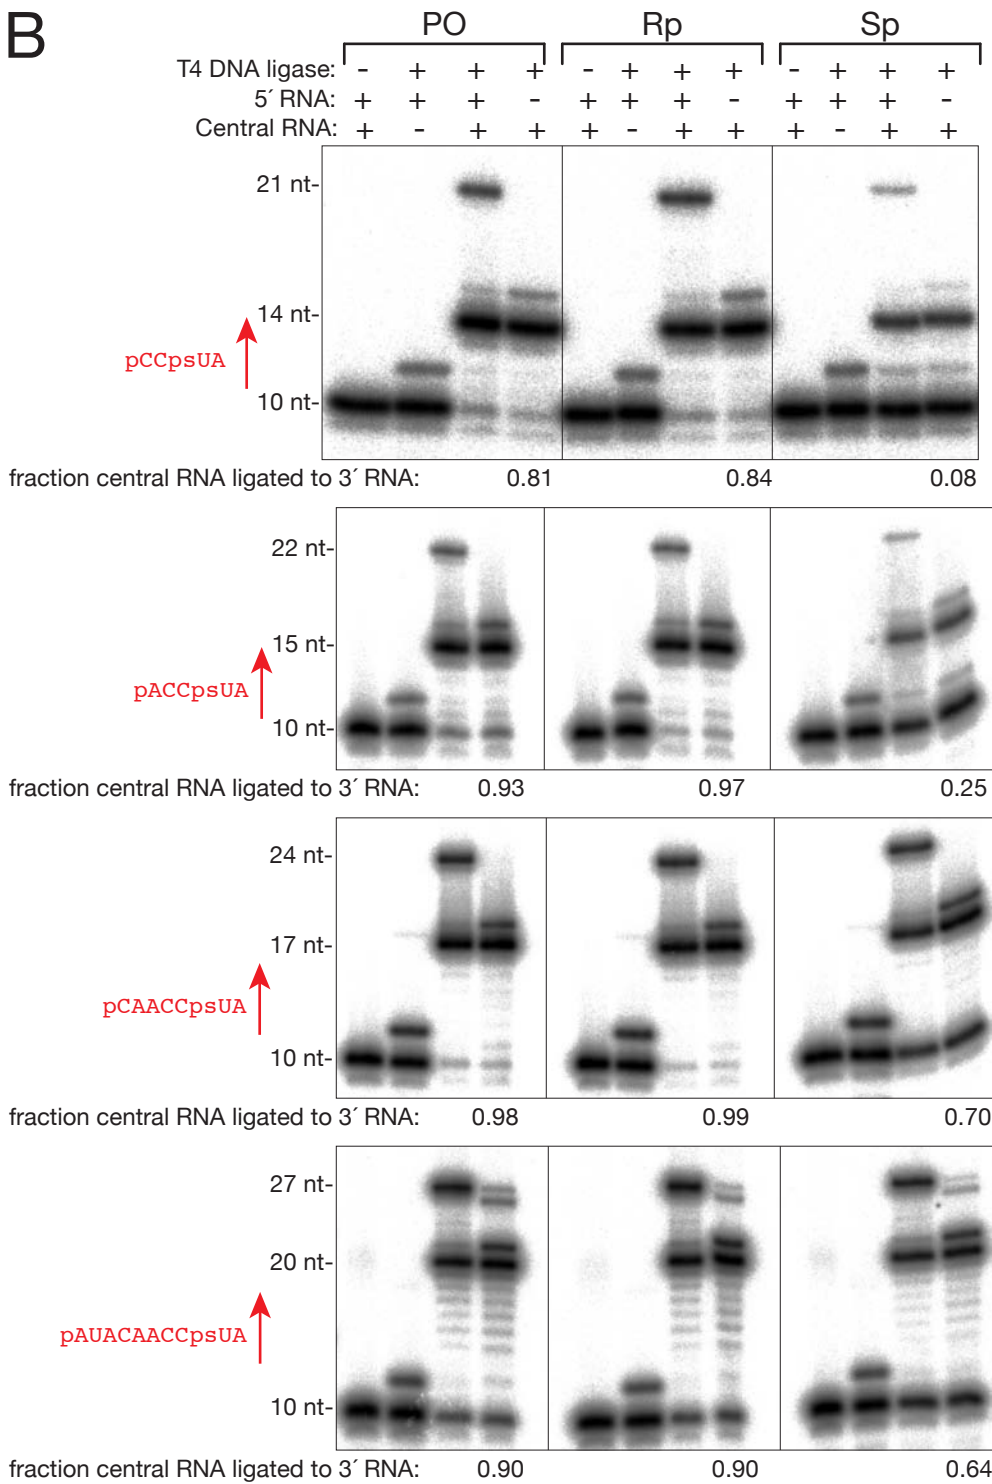 B
PO Rp Sp
T4 DNA ligase: - + + + - + + + - + + +
5´ RNA: + + + - + + + - + + + -
Central RNA: + - + + + - + + + - + +
21 nt-
14 nt-
pCCpsUA
10 nt-
fraction central RNA ligated to 3´ RNA: 0.81 0.84 0.08
22 nt-
15 nt-
pACCpsUA
10 nt-
fraction central RNA ligated to 3´ RNA: 0.93 0.97 0.25
24 nt-
17 nt-
pCAACCpsUA
10 nt-
fraction central RNA ligated to 3´ RNA: 0.98 0.99 0.70
27 nt-
20 nt-
pAUACAACCpsUA
10 nt-
fraction central RNA ligated to 3´ RNA: 0.90 0.90 0.64